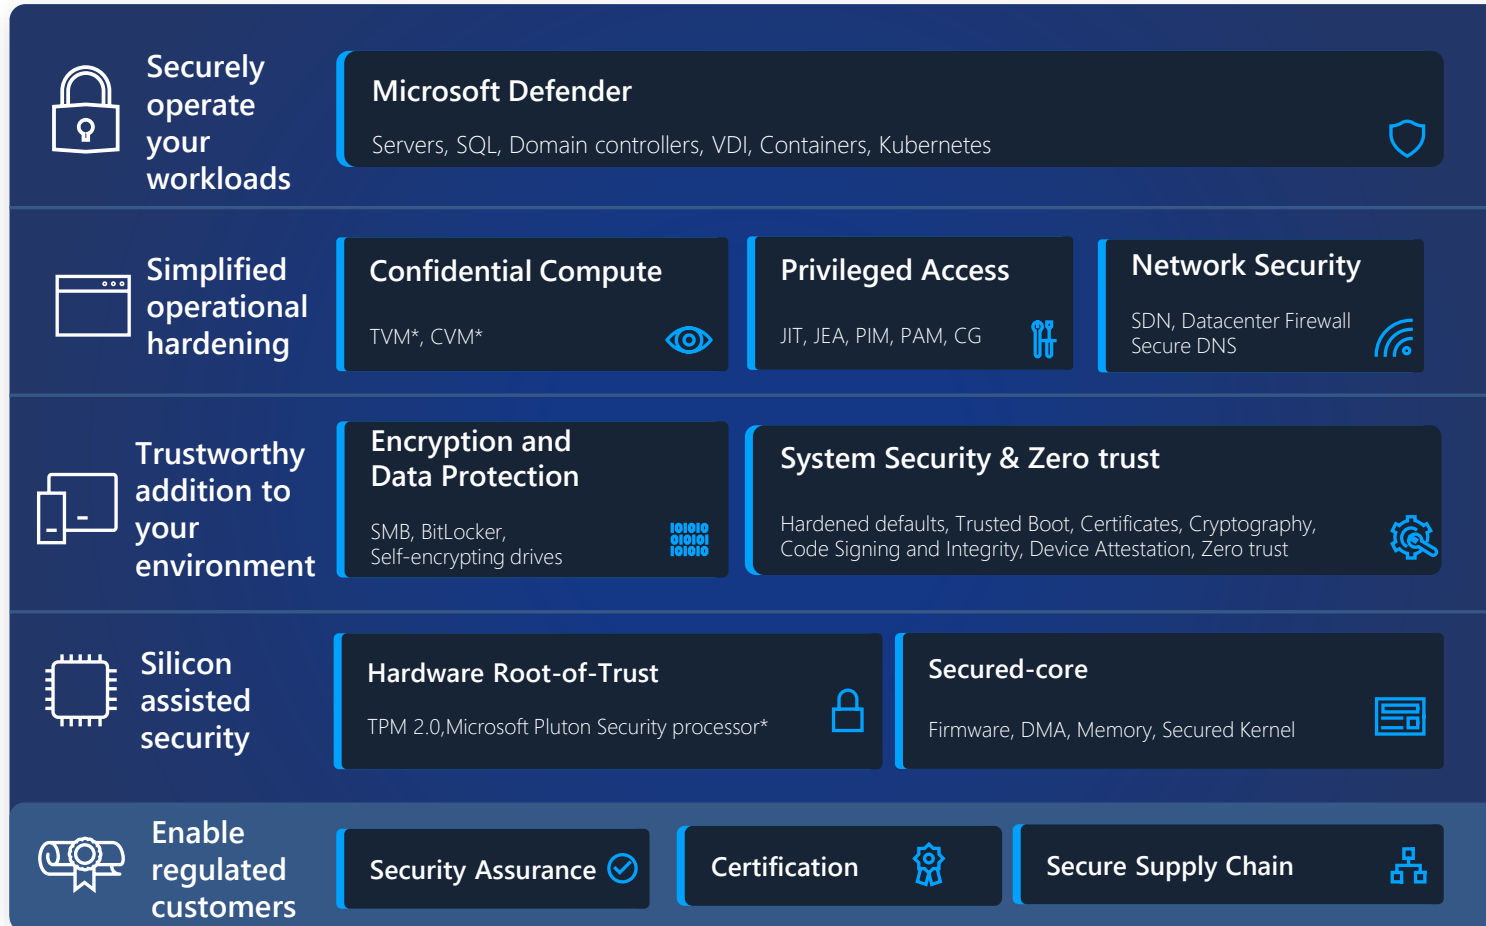 Securely
operate
your
workloads
Microsoft Defender
Servers, SQL, Domain controllers, VDI, Containers, Kubernetes
Simplified
operational
hardening
Confidential Compute
TVM*, CVM*
Privileged Access
JIT, JEA, PIM, PAM, CG
Network Security
SDN, Datacenter Firewall
Secure DNS
Trustworthy
addition to
your
environment
Encryption and
Data Protection
SMB, BitLocker,
Self-encrypting drives
IOIOIO
OIOIOI
IOIOIO
System Security & Zero trust
Hardened defaults, Trusted Boot, Certificates, Cryptography,
Code Signing and Integrity, Device Attestation, Zero trust
Silicon
assisted
security
Hardware Root-of-Trust
TPM 2.0,Microsoft Pluton Security processor*
Secured-core
Firmware, DMA, Memory, Secured Kernel
Enable
regulated
customers
Security Assurance
Certification
Secure Supply Chain